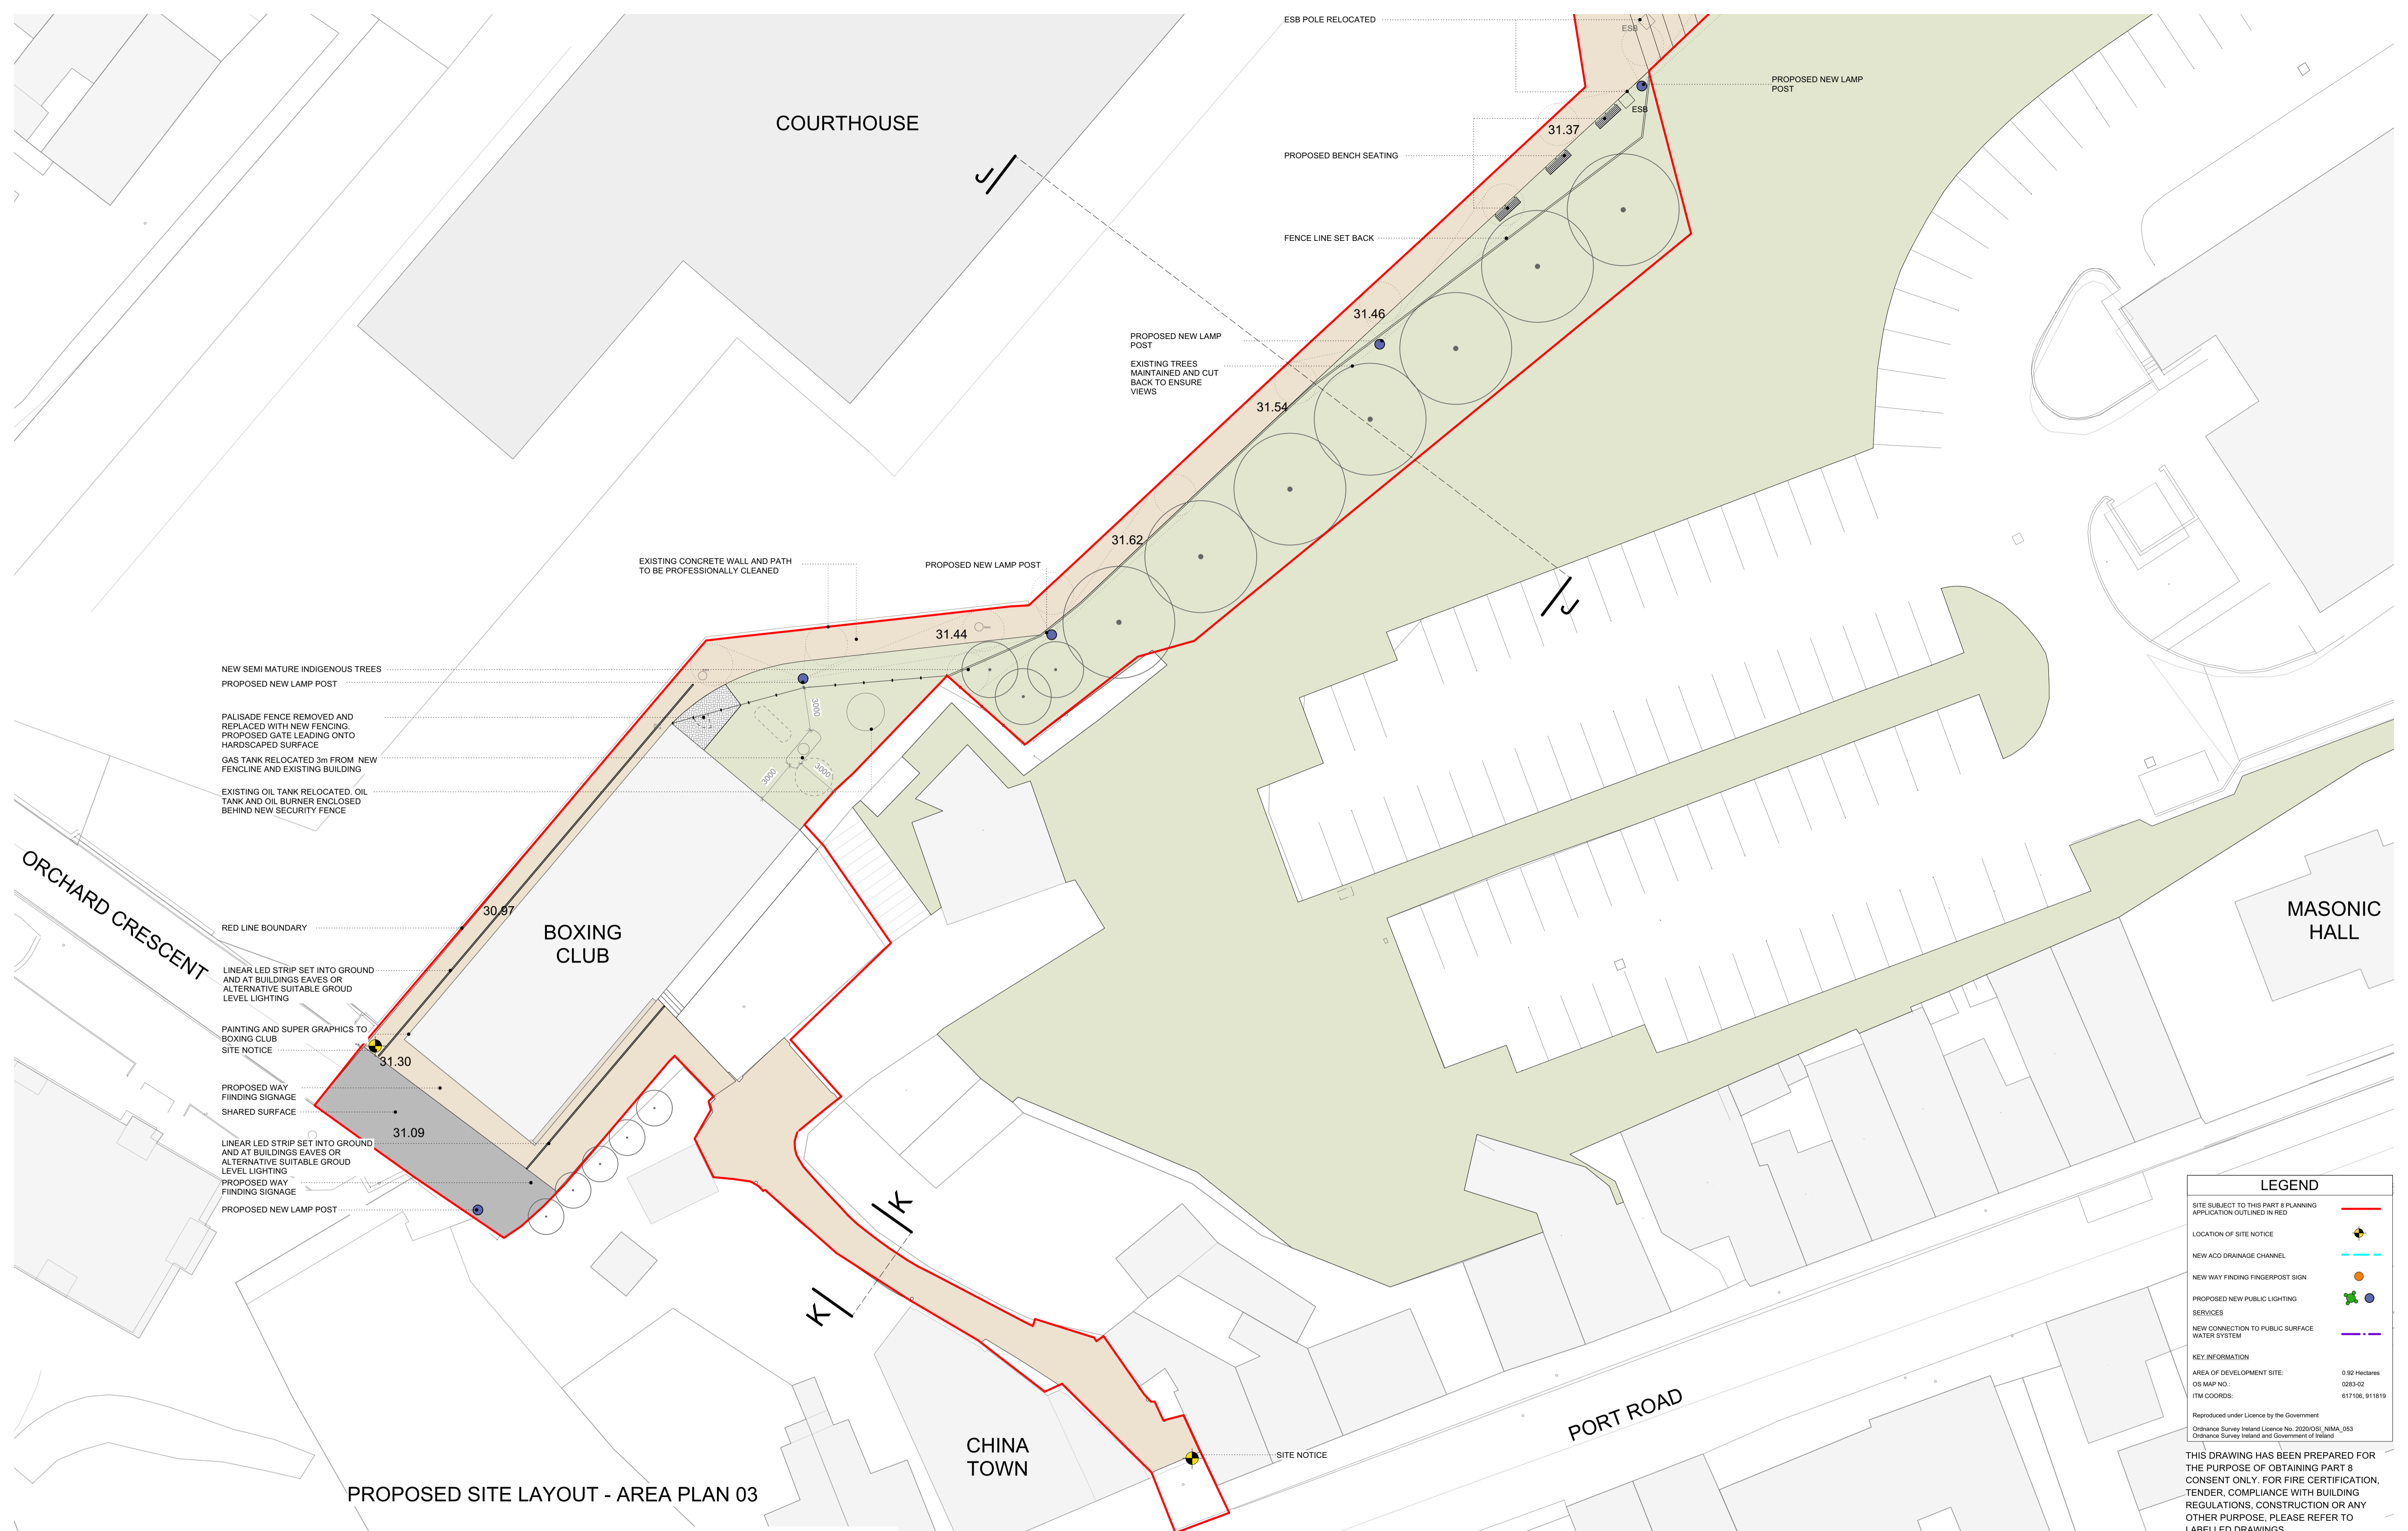 ESB POLE RELOCATED
ESB
PROPOSED NEW LAMP
POST
ESB
COURTHOUSE
31.37
PROPOSED BENCH SEATING
J
FENCE LINE SET BACK
31.46
PROPOSED NEW LAMP
POST
EXISTING TREES
MAINTAINED AND CUT
BACK TO ENSURE
VIEWS
31.54
31.62
EXISTING CONCRETE WALL AND PATH
TO BE PROFESSIONALLY CLEANED
PROPOSED NEW LAMP POST
J
31.44
NEW SEMI MATURE INDIGENOUS TREES
PROPOSED NEW LAMP POST
PALISADE FENCE REMOVED AND
REPLACED WITH NEW FENCING.
PROPOSED GATE LEADING ONTO
HARDSCAPED SURFACE
GAS TANK RELOCATED 3m FROM NEW
FENCLINE AND EXISTING BUILDING
EXISTING OIL TANK RELOCATED. OIL
TANK AND OIL BURNER ENCLOSED
BEHIND NEW SECURITY FENCE
3000
3000
3000
ORCHARD CRESCENT
30.97
RED LINE BOUNDARY
BOXING
CLUB
MASONIC
HALL
LINEAR LED STRIP SET INTO GROUND
AND AT BUILDINGS EAVES OR
ALTERNATIVE SUITABLE GROUD
LEVEL LIGHTING
PAINTING AND SUPER GRAPHICS TO
BOXING CLUB
SITE NOTICE
31.30
PROPOSED WAY
FIINDING SIGNAGE
SHARED SURFACE
31.09
LINEAR LED STRIP SET INTO GROUND
AND AT BUILDINGS EAVES OR
ALTERNATIVE SUITABLE GROUD
LEVEL LIGHTING
PROPOSED WAY
FIINDING SIGNAGE
PROPOSED NEW LAMP POST
K
K
CHINA
TOWN
PORT ROAD
SITE NOTICE
PROPOSED SITE LAYOUT - AREA PLAN 03
LEGEND
SITE SUBJECT TO THIS PART 8 PLANNING
APPLICATION OUTLINED IN RED
LOCATION OF SITE NOTICE
NEW ACO DRAINAGE CHANNEL
NEW WAY FINDING FINGERPOST SIGN
PROPOSED NEW PUBLIC LIGHTING
SERVICES
NEW CONNECTION TO PUBLIC SURFACE
WATER SYSTEM
KEY INFORMATION
AREA OF DEVELOPMENT SITE: 0.92 Hectares
OS MAP NO.: 0283-02
ITM COORDS: 617106, 911819
Reproduced under Licence by the Government
Ordnance Survey Ireland Licence No. 2020/OSI_NIMA_053
Ordnance Survey Ireland and Government of Ireland
THIS DRAWING HAS BEEN PREPARED FOR
THE PURPOSE OF OBTAINING PART 8
CONSENT ONLY. FOR FIRE CERTIFICATION,
TENDER, COMPLIANCE WITH BUILDING
REGULATIONS, CONSTRUCTION OR ANY
OTHER PURPOSE, PLEASE REFER TO
LABELLED DRAWINGS